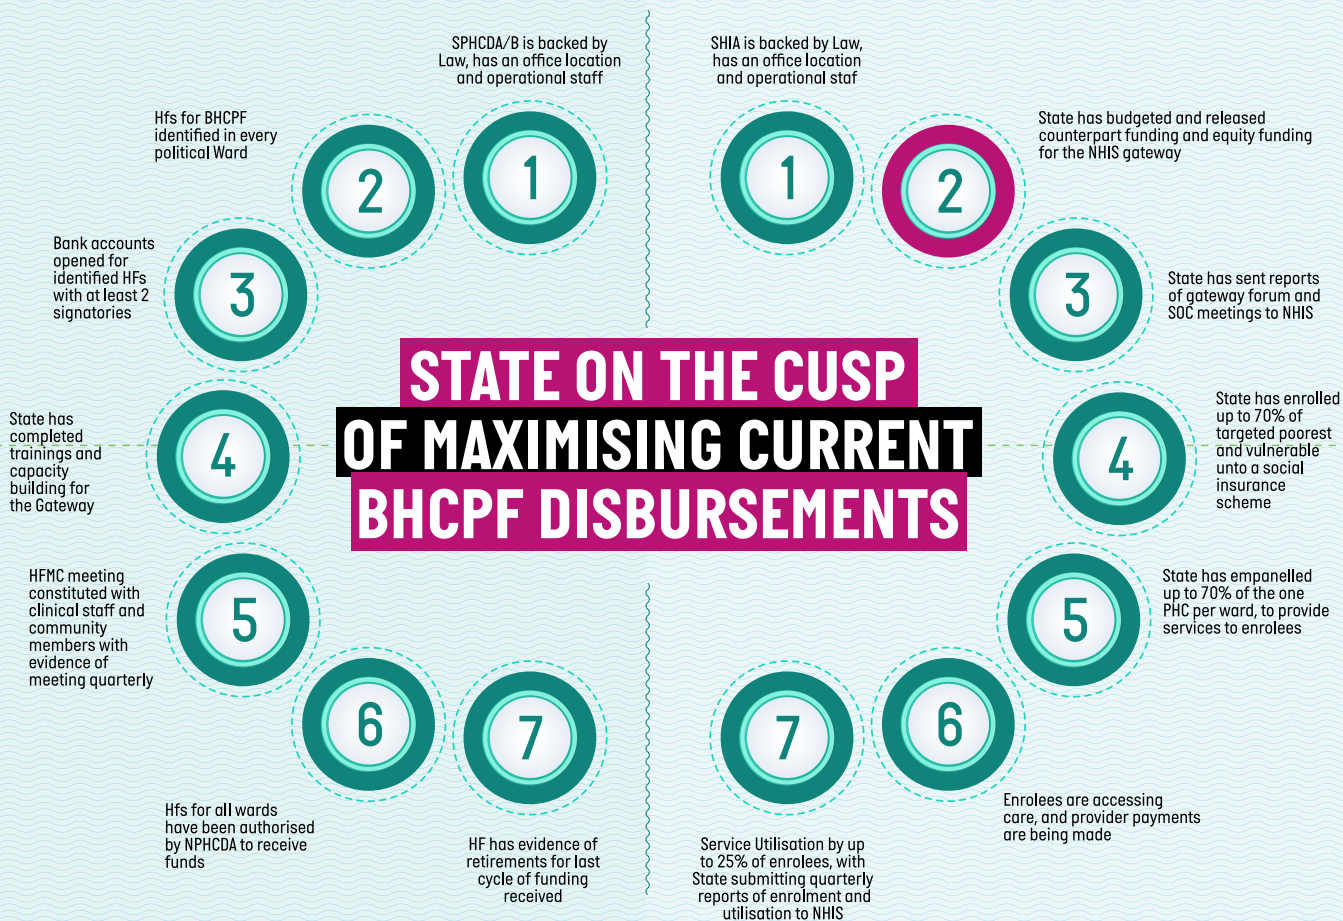 SPHCDA/B is backed by
Law, has an office location
and operational staff
1
Hfs for BHCPF
identified in every
political Ward
2
Bank accounts
opened for
identified HFs
with at least 2
signatories
3
State has
completed
trainings and
capacity
building for
the Gateway
4
HFMC meeting
constituted with
clinical staff and
community
members with
evidence of
meeting quarterly
5
Hfs for all wards
have been authorised
by NPHCDA to receive
funds
6
HF has evidence of
retirements for last
cycle of funding
received
7
STATE ON THE CUSP
OF MAXIMISING CURRENT
BHCPF DISBURSEMENTS
SHIA is backed by Law,
has an office location
and operational staf
1
State has budgeted and released
counterpart funding and equity funding
for the NHIS gateway
2
State has sent reports
of gateway forum and
SOC meetings to NHIS
3
State has enrolled
up to 70% of
targeted poorest
and vulnerable
unto a social
insurance
scheme
4
State has empanelled
up to 70% of the one
PHC per ward, to provide
services to enrolees
5
Enrolees are accessing
care, and provider payments
are being made
6
Service Utilisation by up
to 25% of enrolees, with
State submitting quarterly
reports of enrolment and
utilisation to NHIS
7